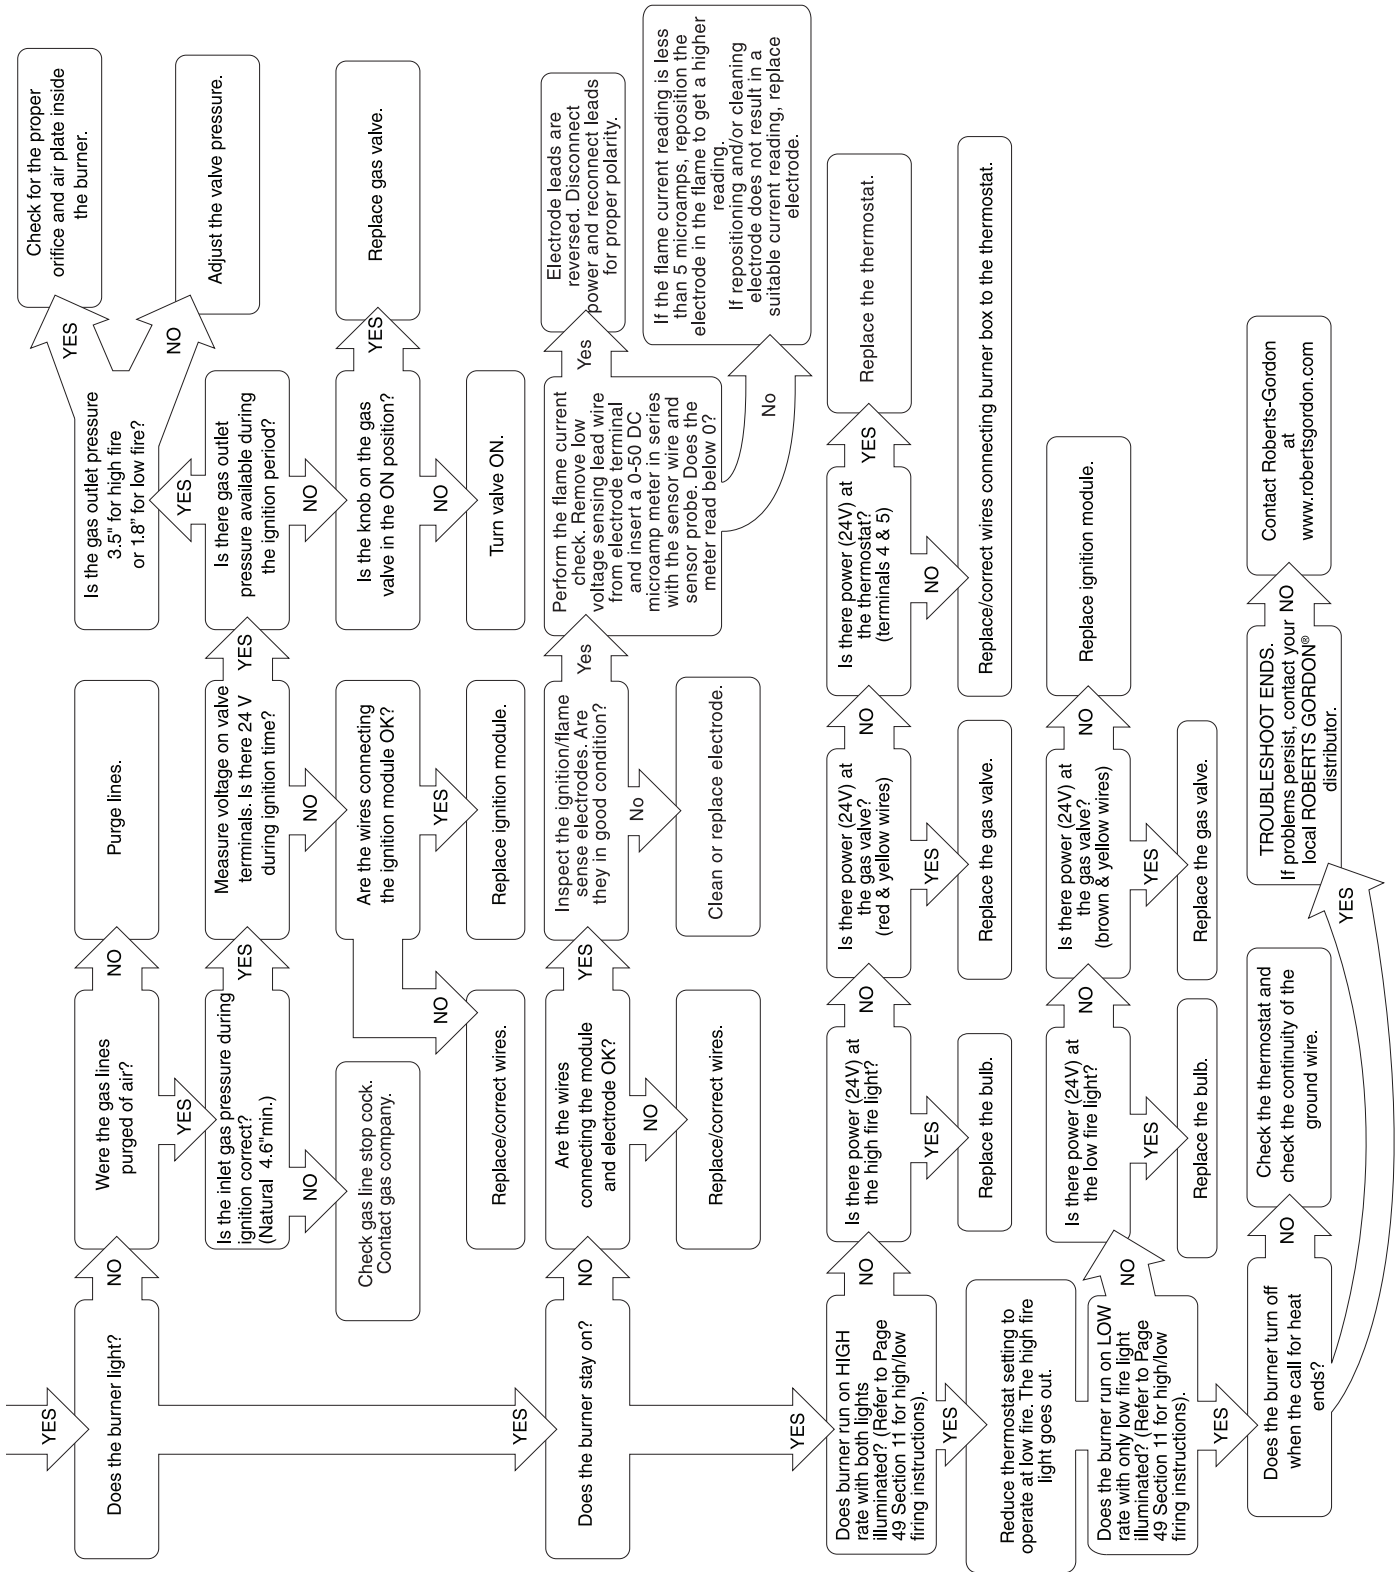 YES
Does the burner light?
NO
Were the gas lines
purged of air?
NO
Purge lines.
YES
Is the inlet gas pressure during
ignition correct?
(Natural  4.6"min.)
NO
Check gas line stop cock.
Contact gas company.
YES
Measure voltage on valve
terminals. Is there 24 V
during ignition time?
NO
Are the wires connecting
the ignition module OK?
NO
Replace/correct wires.
YES
Replace ignition module.
YES
Is there gas outlet
pressure available during
the ignition period?
YES
Is the gas outlet pressure
3.5" for high fire
or 1.8" for low fire?
YES
Check for the proper
orifice and air plate inside
the burner.
NO
Adjust the valve pressure.
NO
Is the knob on the gas
valve in the ON position?
YES
Replace gas valve.
NO
Turn valve ON.
YES
Does the burner stay on?
NO
Are the wires
connecting the module
and electrode OK?
NO
Replace/correct wires.
YES
Inspect the ignition/flame
sense electrodes. Are
they in good condition?
No
Clean or replace electrode.
Yes
Perform the flame current
check. Remove low
voltage sensing lead wire
from electrode terminal
and insert a 0-50 DC
microamp meter in series
with the sensor wire and
sensor probe. Does the
meter read below 0?
Yes
Electrode leads are
reversed. Disconnect
power and reconnect leads
for proper polarity.
No
If the flame current reading is less
than 5 microamps, reposition the
electrode in the flame to get a higher
reading.
If repositioning and/or cleaning
electrode does not result in a
suitable current reading, replace
electrode.
YES
Does burner run on HIGH
rate with both lights
illuminated? (Refer to Page
49 Section 11 for high/low
firing instructions).
NO
Is there power (24V) at
the high fire light?
YES
Replace the bulb.
NO
Is there power (24V) at
the gas valve?
(red & yellow wires)
YES
Replace the gas valve.
NO
Is there power (24V) at
the thermostat?
(terminals 4 & 5)
YES
Replace the thermostat.
NO
Replace/correct wires connecting burner box to the thermostat.
YES
Reduce thermostat setting to
operate at low fire. The high fire
light goes out.
Does the burner run on LOW
rate with only low fire light
illuminated? (Refer to Page
49 Section 11 for high/low
firing instructions).
NO
Is there power (24V) at
the low fire light?
YES
Replace the bulb.
NO
Is there power (24V) at
the gas valve?
(brown & yellow wires)
YES
Replace the gas valve.
NO
Replace ignition module.
YES
Does the burner turn off
when the call for heat
ends?
NO
Check the thermostat and
check the continuity of the
ground wire.
YES
TROUBLESHOOT ENDS.
If problems persist, contact your
local ROBERTS GORDON®
distributor.
NO
Contact Roberts-Gordon
at
www.robertsgordon.com